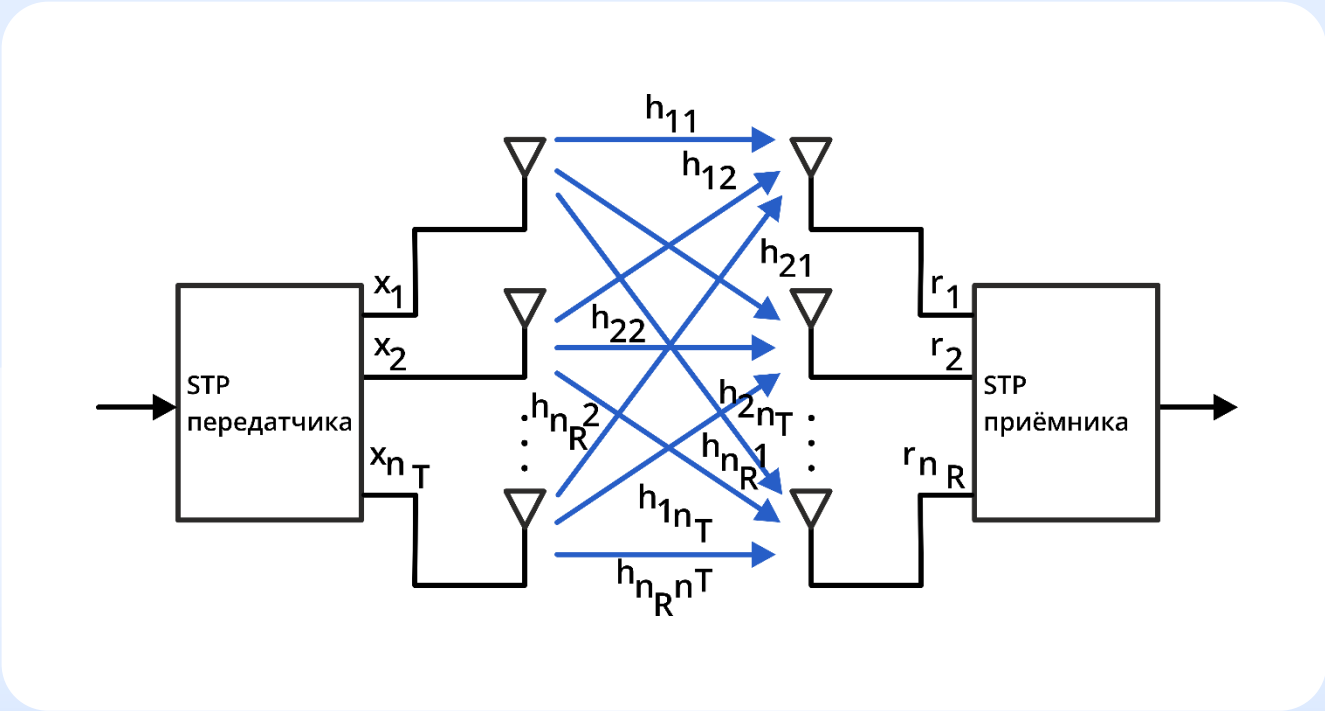 h11
h12
h21
x1
r1
h22
x2
r2
STP
передатчика
STP
приёмника
hnR2
h2nT
hnR1
xnT
rnR
h1nT
hnRnT